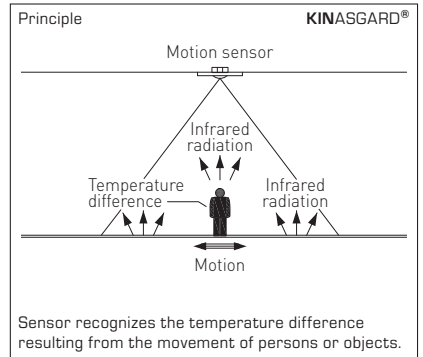 Principle KINASGARD®
Motion sensor
Infrared
radiation
Temperature
difference
Infrared
radiation
Motion
Sensor recognizes the temperature difference
resulting from the movement of persons or objects.